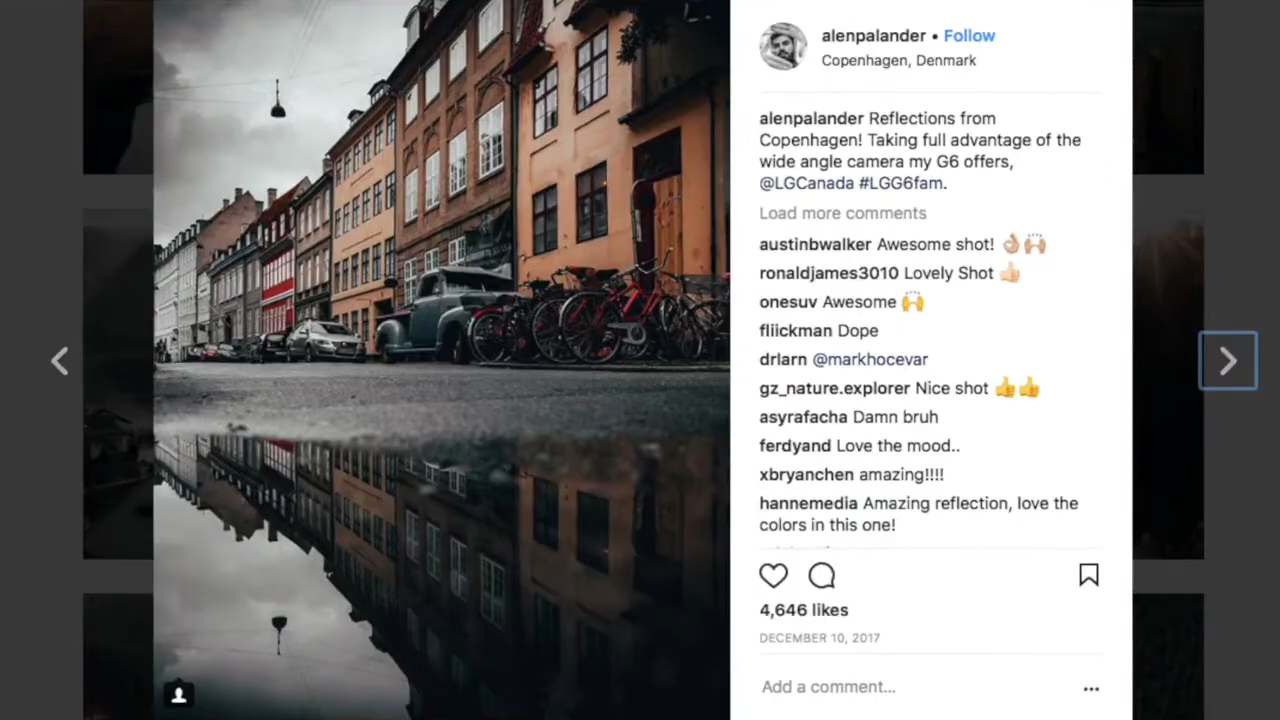 alenpalander • Follow
Copenhagen, Denmark
alenpalander Reflections from
Copenhagen! Taking full advantage of the
wide angle camera my G6 offers,
@LGCanada #LGG6fam.
Load more comments
austinbwalker Awesome shot! 👌🏼🙌🏼
ronaldjames3010 Lovely Shot 👍🏻
onesuv Awesome 🙌
fliickman Dope
drlarn @markhocevar
gz_nature.explorer Nice shot 👍👍
asyrafacha Damn bruh
ferdyand Love the mood..
xbryanchen amazing!!!!
hannemedia Amazing reflection, love the
colors in this one!
4,646 likes
DECEMBER 10, 2017
Add a comment...